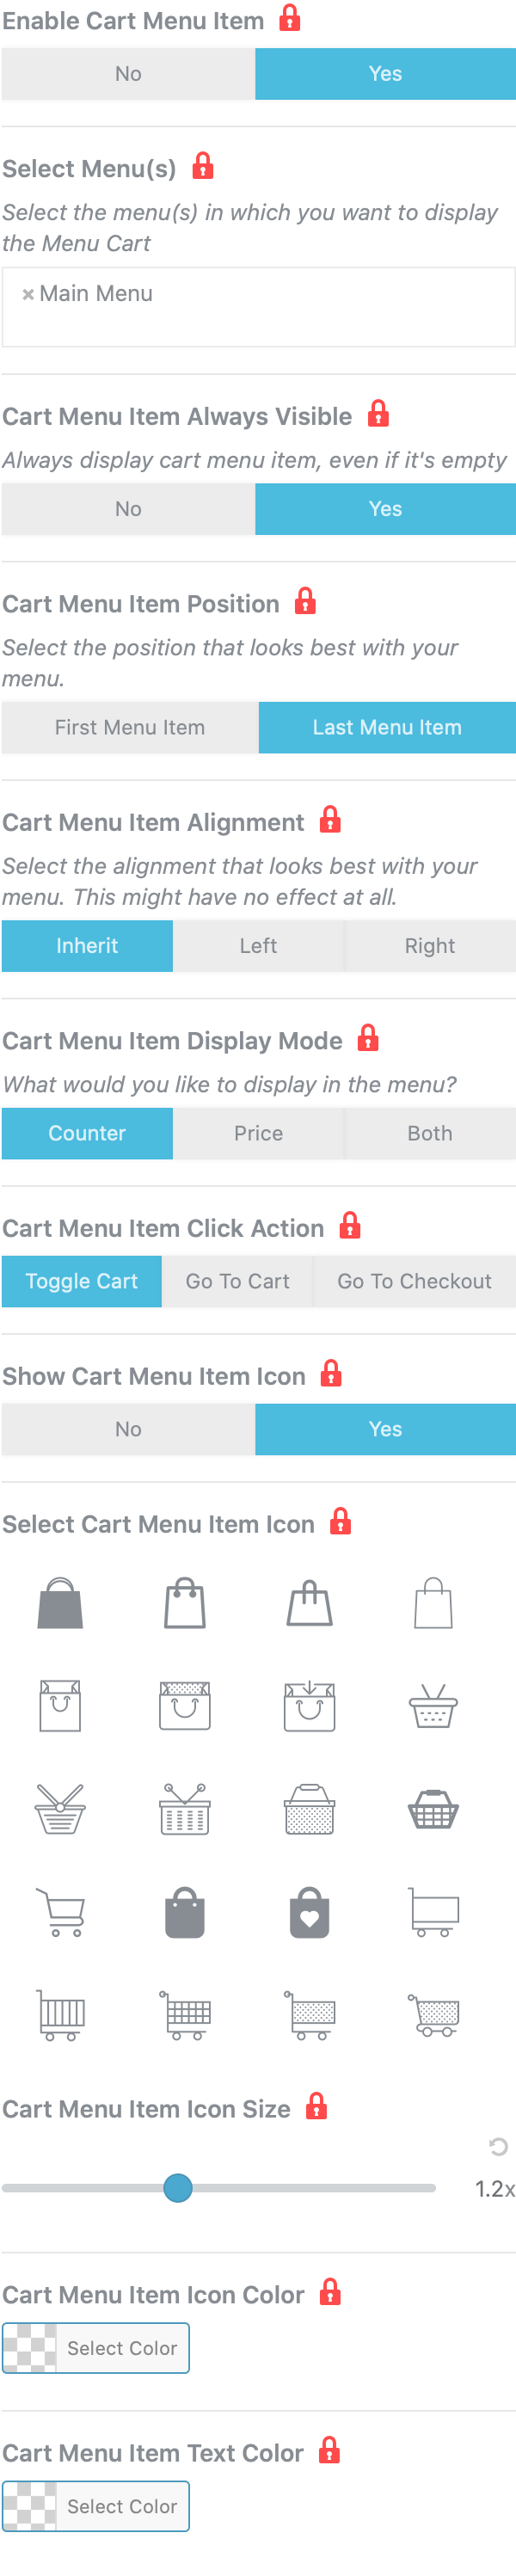 Enable Cart Menu Item
No
Yes
Select Menu(s)
Select the menu(s) in which you want to display
the Menu Cart
× Main Menu
Cart Menu Item Always Visible
Always display cart menu item, even if it's empty
No
Yes
Cart Menu Item Position
Select the position that looks best with your
menu.
First Menu Item
Last Menu Item
Cart Menu Item Alignment
Select the alignment that looks best with your
menu. This might have no effect at all.
Inherit
Left
Right
Cart Menu Item Display Mode
What would you like to display in the menu?
Counter
Price
Both
Cart Menu Item Click Action
Toggle Cart
Go To Cart
Go To Checkout
Show Cart Menu Item Icon
No
Yes
Select Cart Menu Item Icon
Cart Menu Item Icon Size
1.2x
Cart Menu Item Icon Color
Select Color
Cart Menu Item Text Color
Select Color